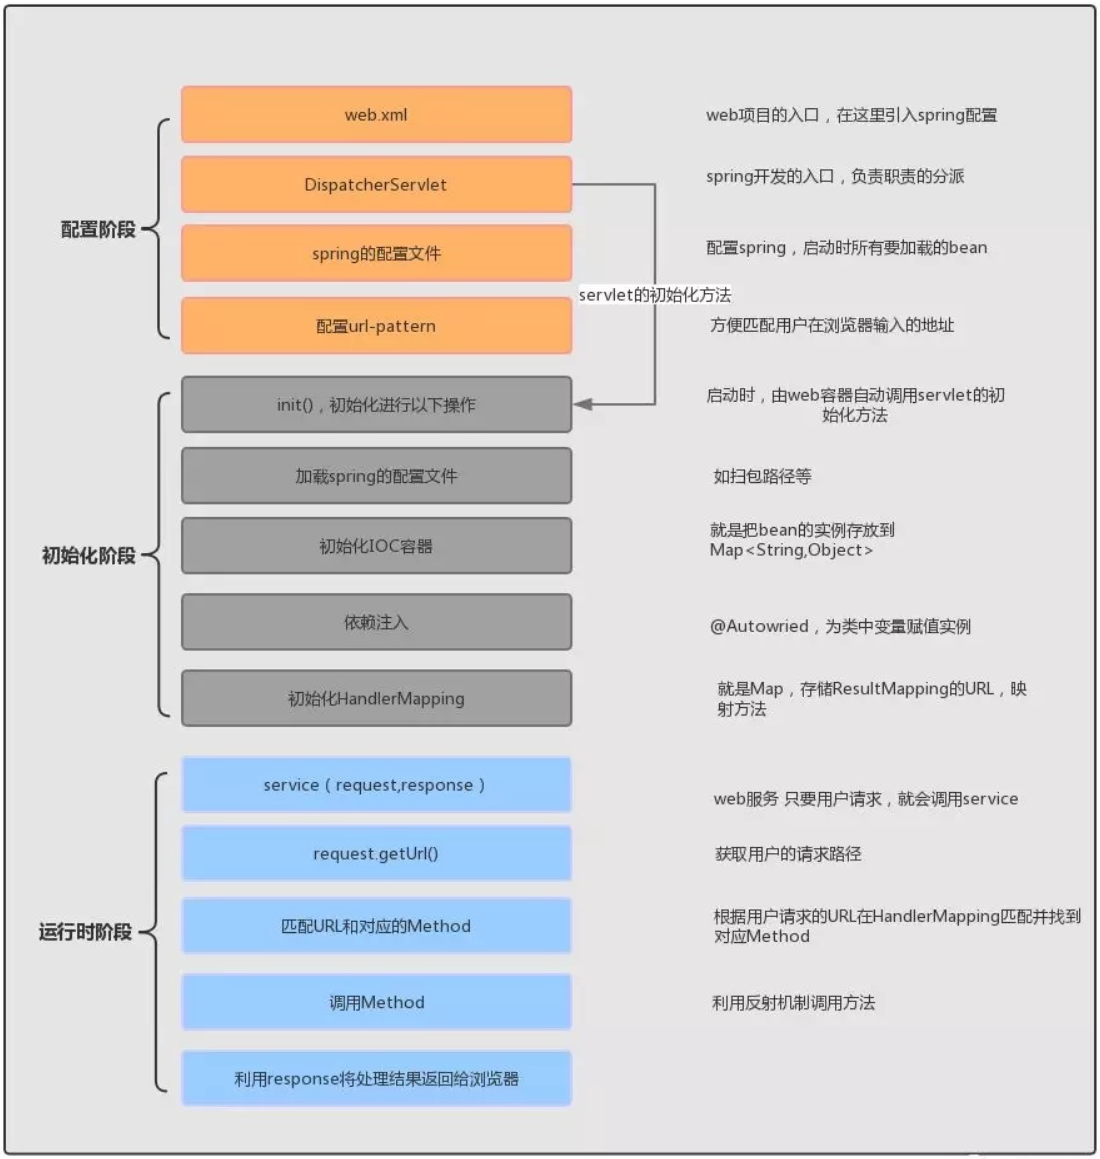 web.xml
web项目的入口，在这里引入spring配置
DispatcherServlet
spring开发的入口，负责职责的分派
配置阶段
spring的配置文件
配置spring，启动时所有要加载的bean
servlet的初始化方法
配置url-pattern
方便匹配用户在浏览器输入的地址
init()，初始化进行以下操作
启动时，由web容器自动调用servlet的初
始化方法
加载spring的配置文件
如扫包路径等
初始化阶段
初始化IOC容器
就是把bean的实例存放到
Map<String,Object>
依赖注入
@Autowried，为类中变量赋值实例
初始化HandlerMapping
就是Map，存储ResultMapping的URL，映
射方法
service（request,response）
web服务 只要用户请求，就会调用service
request.getUrl()
获取用户的请求路径
运行时阶段
匹配URL和对应的Method
根据用户请求的URL在HandlerMapping匹配并找到
对应Method
调用Method
利用反射机制调用方法
利用response将处理结果返回给浏览器